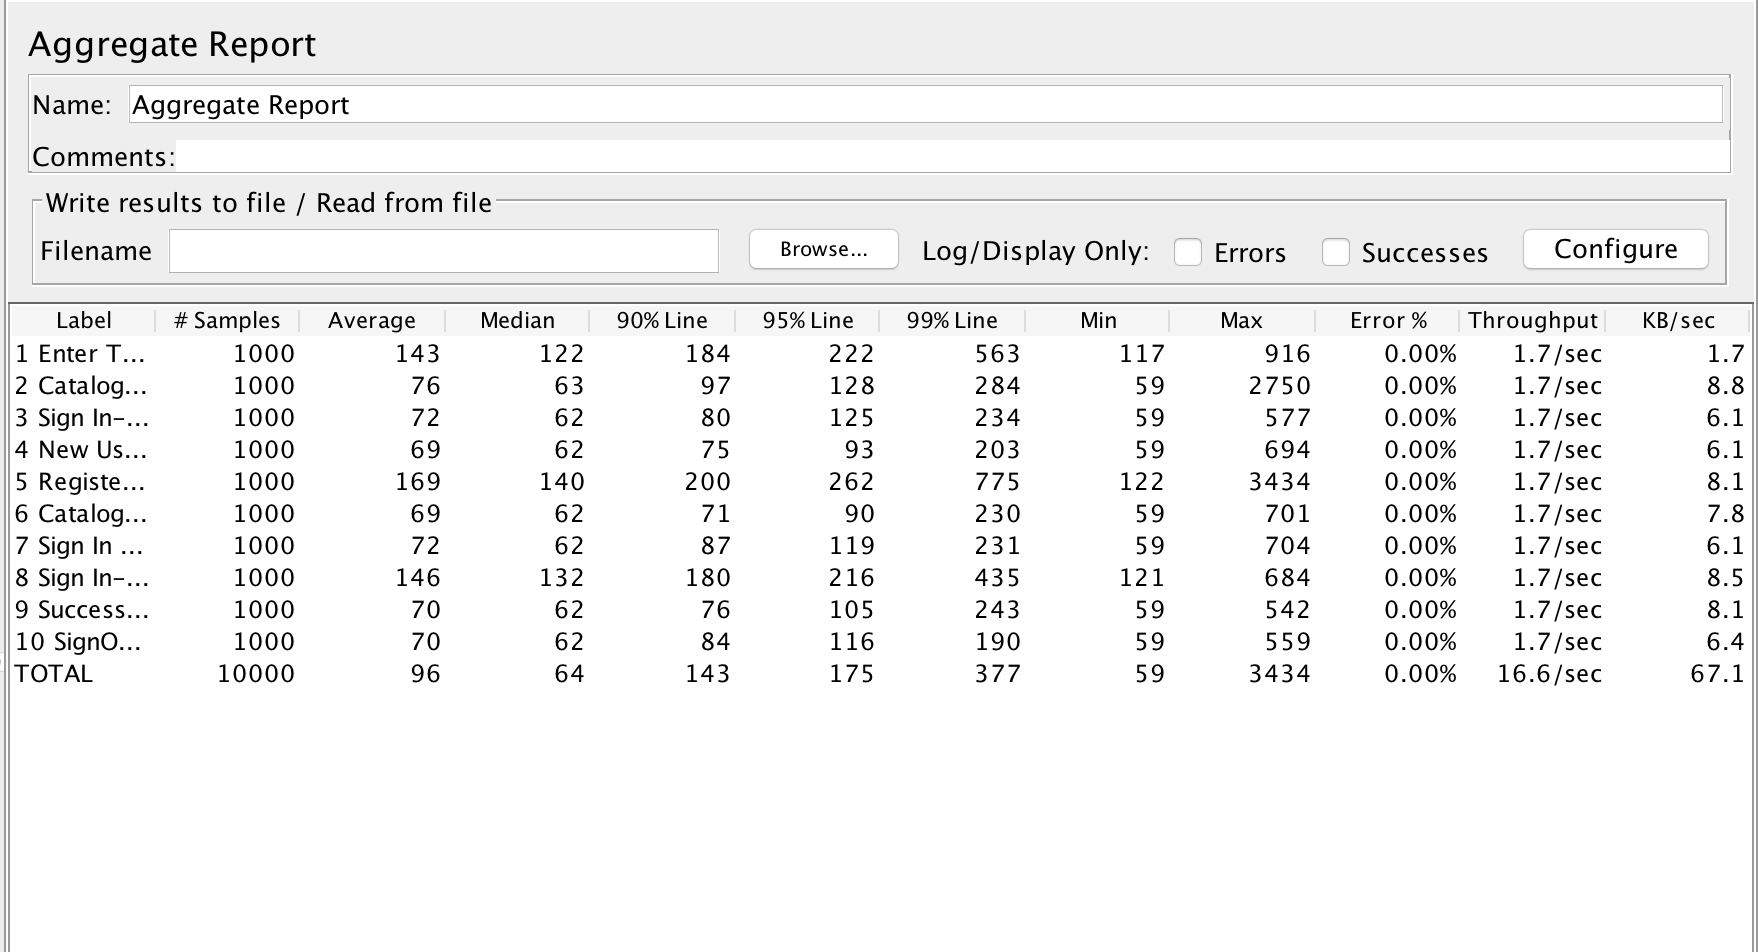 Aggregate Report
Name: Aggregate Report
Comments:
Write results to file / Read from file
Filename Browse... Log/Display Only: Errors Successes Configure
Label # Samples Average Median 90% Line 95% Line 99% Line Min Max Error % Throughput KB/sec
1 Enter T... 1000 143 122 184 222 563 117 916 0.00% 1.7/sec 1.7
2 Catalog... 1000 76 63 97 128 284 59 2750 0.00% 1.7/sec 8.8
3 Sign In-... 1000 72 62 80 125 234 59 577 0.00% 1.7/sec 6.1
4 New Us... 1000 69 62 75 93 203 59 694 0.00% 1.7/sec 6.1
5 Registe... 1000 169 140 200 262 775 122 3434 0.00% 1.7/sec 8.1
6 Catalog... 1000 69 62 71 90 230 59 701 0.00% 1.7/sec 7.8
7 Sign In ... 1000 72 62 87 119 231 59 704 0.00% 1.7/sec 6.1
8 Sign In-... 1000 146 132 180 216 435 121 684 0.00% 1.7/sec 8.5
9 Success... 1000 70 62 76 105 243 59 542 0.00% 1.7/sec 8.1
10 SignO... 1000 70 62 84 116 190 59 559 0.00% 1.7/sec 6.4
TOTAL 10000 96 64 143 175 377 59 3434 0.00% 16.6/sec 67.1